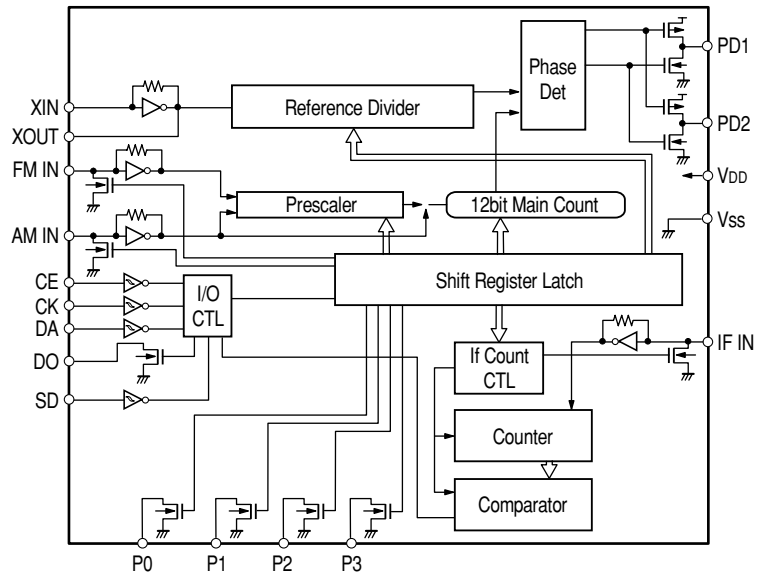 PD1
Phase
Det
XIN
Reference Divider
XOUT
PD2
FM IN
VDD
Prescaler
12bit Main Count
VSS
AM IN
CE
I/O
CTL
Shift Register Latch
CK
DA
DO
If Count
CTL
IF IN
SD
Counter
Comparator
P0
P1
P2
P3